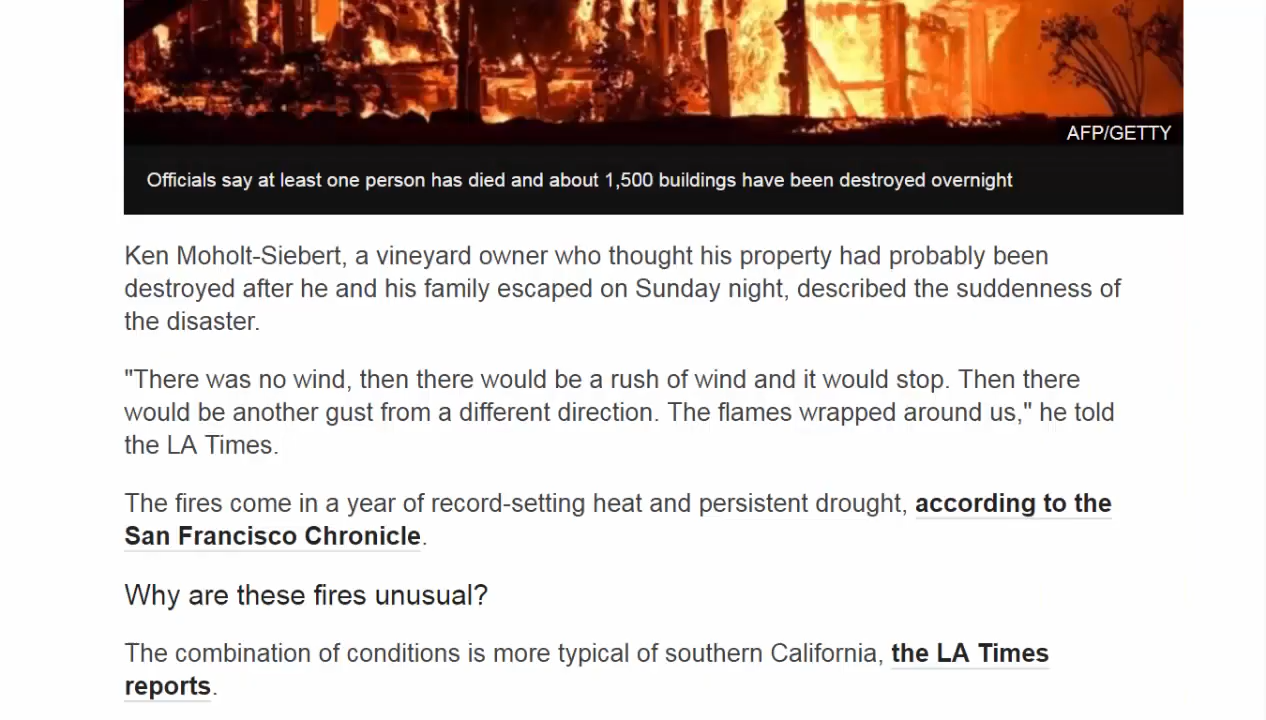 AFP/GETTY
Officials say at least one person has died and about 1,500 buildings have been destroyed overnight
Ken Moholt-Siebert, a vineyard owner who thought his property had probably been
destroyed after he and his family escaped on Sunday night, described the suddenness of
the disaster.
"There was no wind, then there would be a rush of wind and it would stop. Then there
would be another gust from a different direction. The flames wrapped around us," he told
the LA Times.
The fires come in a year of record-setting heat and persistent drought, according to the
San Francisco Chronicle.
Why are these fires unusual?
The combination of conditions is more typical of southern California, the LA Times
reports.